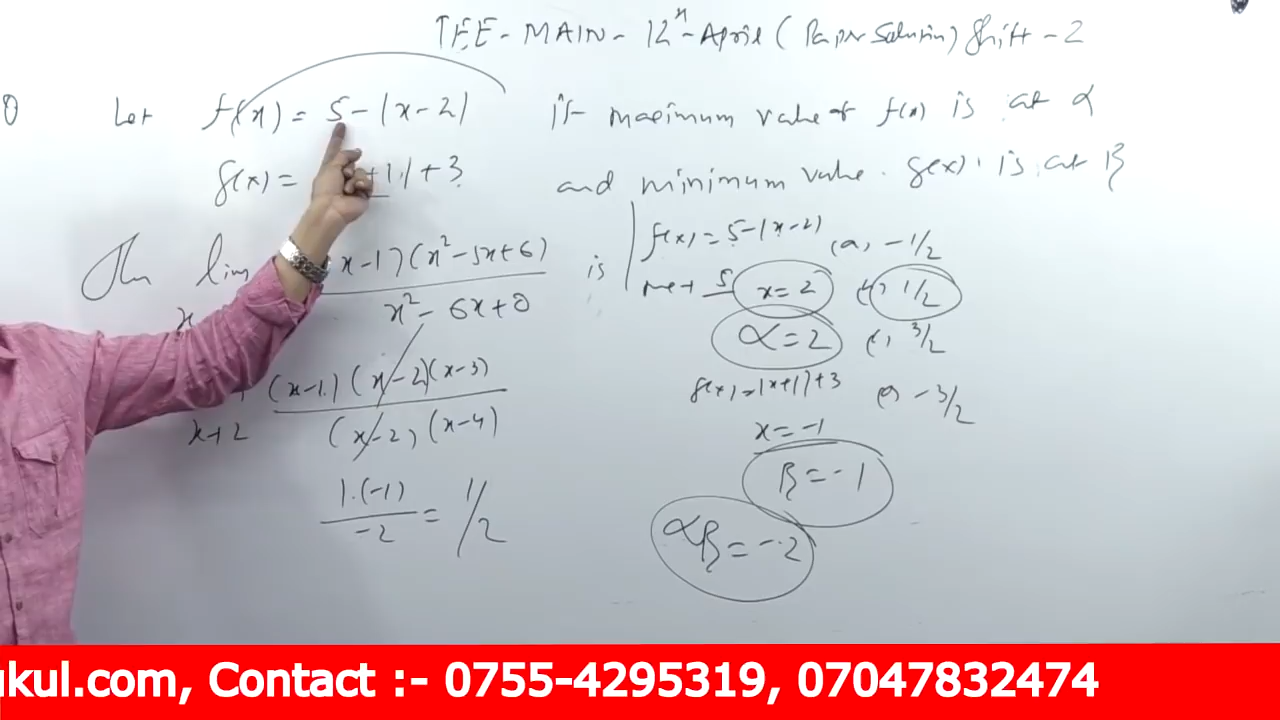 JEE-MAIN-12th-April (Paper Solution) Shift-2
Let f(x) = 5-|x-2| if maximum value of f(x) is at α
g(x) = +1|+3 and minimum value g(x) is at β
Then lim x-1)(x²-5x+6) is
x x²-6x+8
(x-1)(x-2)(x-3)
x→2 (x-2)(x-4)
1.(-1)
-2 = 1/2
f(x)=5-|x-2|
max 5 x=2
α=2
g(x)=|x+1|+3
x=-1
β=-1
αβ=-2
(a) -1/2
1/2
3/2
-3/2
ukul.com, Contact :- 0755-4295319, 07047832474